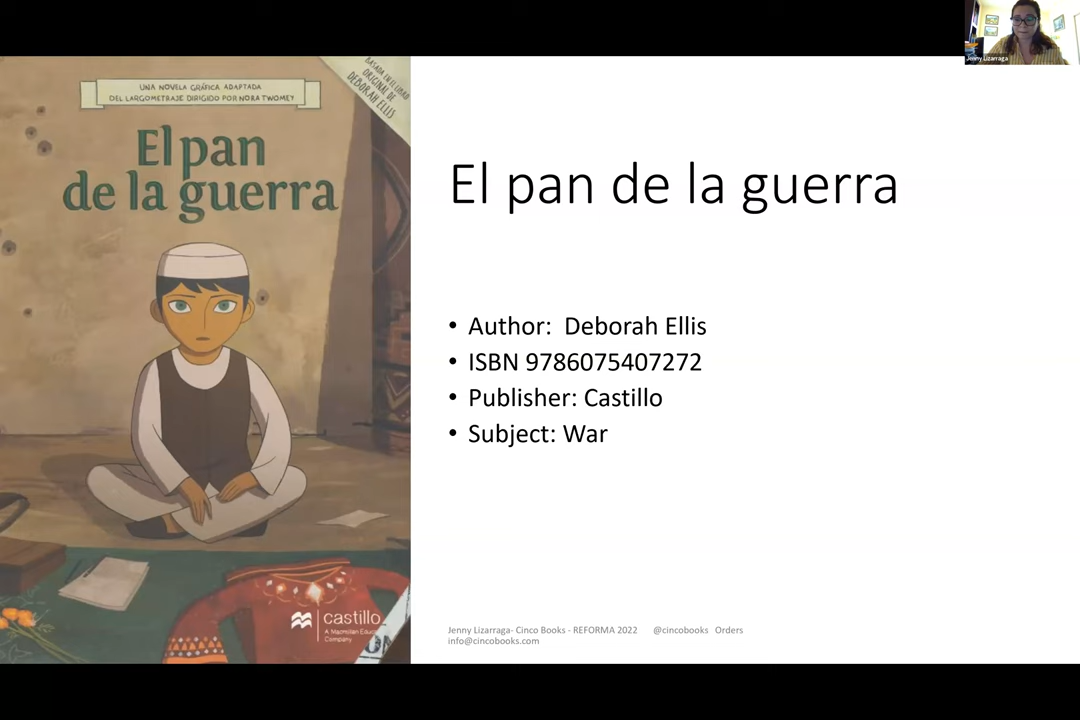 Jenny Lizarraga
UNA NOVELA GRÁFICA ADAPTADA
DEL LARGOMETRAJE DIRIGIDO POR NORA TWOMEY
BASADA EN EL LIBRO
ORIGINAL DE
DEBORAH ELLIS
El pan
de la guerra
castillo
A Macmillan Education
Company
El pan de la guerra
• Author:  Deborah Ellis
• ISBN 9786075407272
• Publisher: Castillo
• Subject: War
Jenny Lizarraga- Cinco Books - REFORMA 2022 @cincobooks Orders
info@cincobooks.com